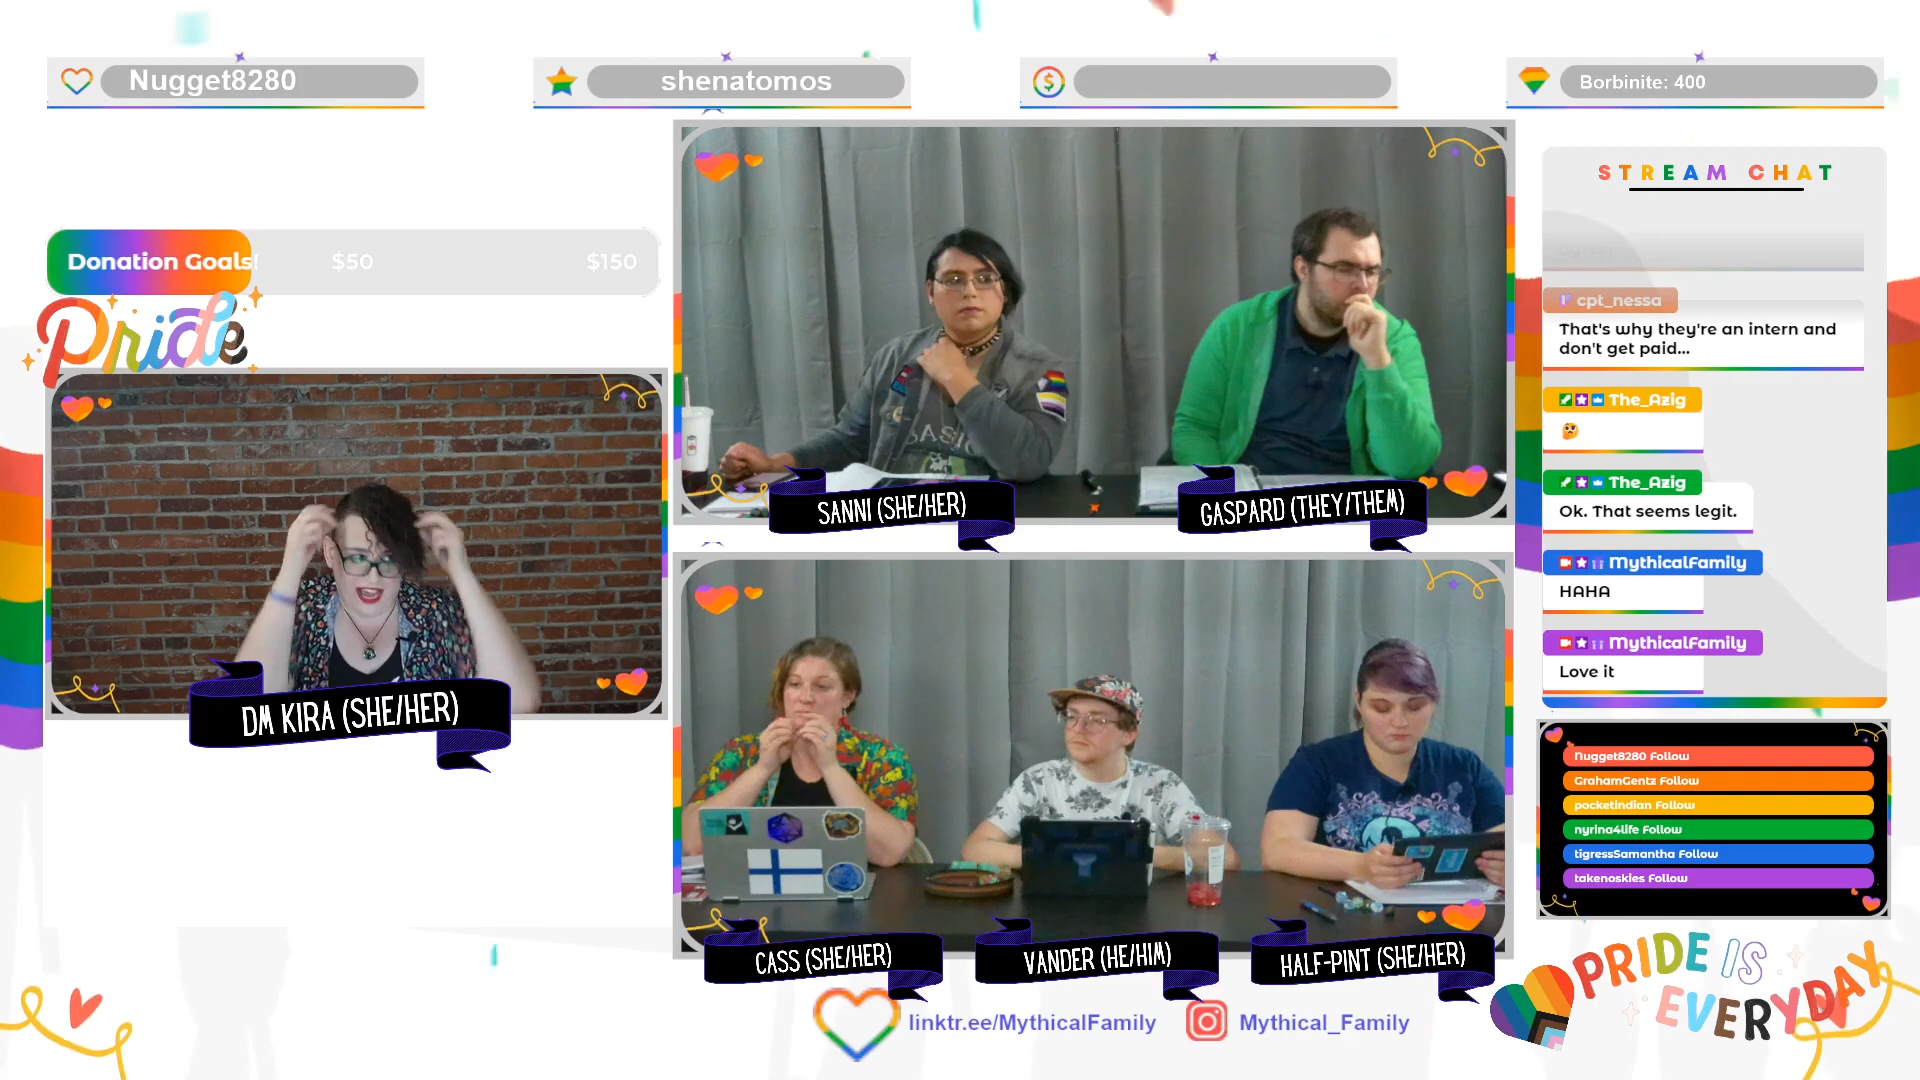 Nugget8280
shenatomos
Borbinite: 400
STREAM CHAT
cpt_nessa
That's why they're an intern and
don't get paid...
The_Azig
The_Azig
Ok. That seems legit.
MythicalFamily
HAHA
MythicalFamily
Love it
Donation Goals!
$50
$150
Pride
DM KIRA (SHE/HER)
SANNI (SHE/HER)
GASPARD (THEY/THEM)
CASS (SHE/HER)
VANDER (HE/HIM)
HALF-PINT (SHE/HER)
Nugget8280 Follow
GrahamGentz Follow
pocketindian Follow
nyrina4life Follow
tigressSamantha Follow
takenoskies Follow
linktr.ee/MythicalFamily
Mythical_Family
PRIDE IS
EVERYDAY